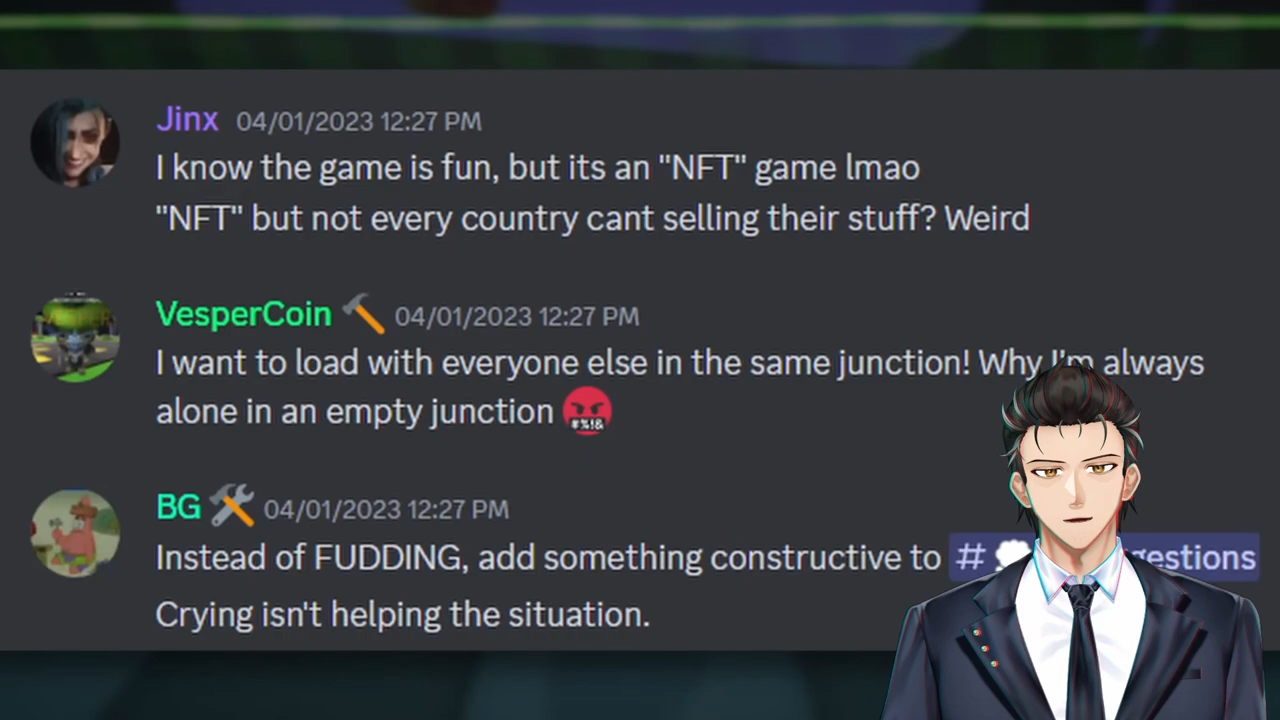 Jinx 04/01/2023 12:27 PM
I know the game is fun, but its an "NFT" game lmao
"NFT" but not every country cant selling their stuff? Weird
VesperCoin 04/01/2023 12:27 PM
I want to load with everyone else in the same junction! Why I'm always
alone in an empty junction
BG 04/01/2023 12:27 PM
Instead of FUDDING, add something constructive to #
Crying isn't helping the situation.